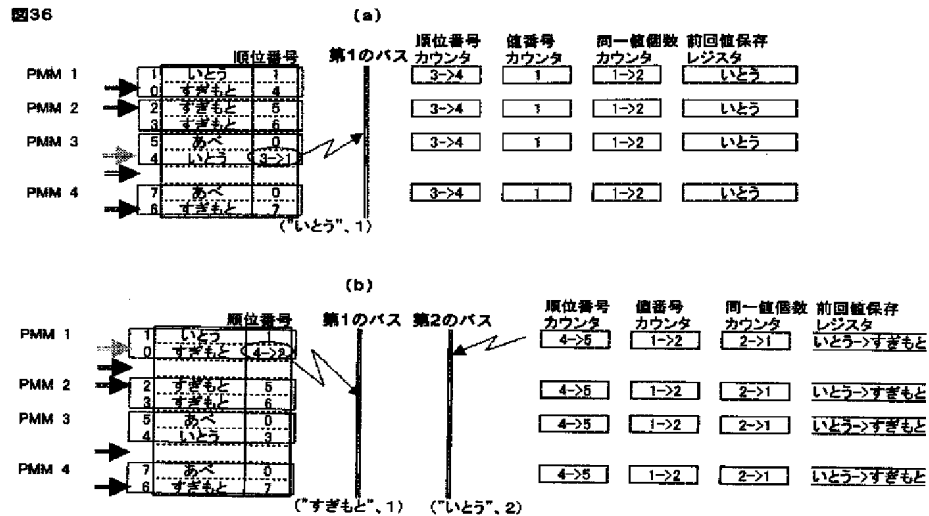 図36
(a)
順位番号 第1のバス 順位番号カウンタ 値番号カウンタ 同一値個数カウンタ 前回値保存レジスタ
PMM 1 1 いとう 1 3->4 1 1->2 いとう
0 すぎもと 4
PMM 2 2 すぎもと 5 3->4 1 1->2 いとう
3 すぎもと 6
PMM 3 5 あべ 0 3->4 1 1->2 いとう
4 いとう 3->1
PMM 4 7 あべ 0 3->4 1 1->2 いとう
6 すぎもと 7
("いとう"、1)
(b)
順位番号 第1のバス 第2のバス 順位番号カウンタ 値番号カウンタ 同一値個数カウンタ 前回値保存レジスタ
PMM 1 1 いとう 1 4->5 1->2 2->1 いとう->すぎもと
0 すぎもと 4->2
PMM 2 2 すぎもと 5 4->5 1->2 2->1 いとう->すぎもと
3 すぎもと 6
PMM 3 5 あべ 0 4->5 1->2 2->1 いとう->すぎもと
4 いとう 3
PMM 4 7 あべ 0 4->5 1->2 2->1 いとう->すぎもと
6 すぎもと 7
("すぎもと"、1) ("いとう"、2)